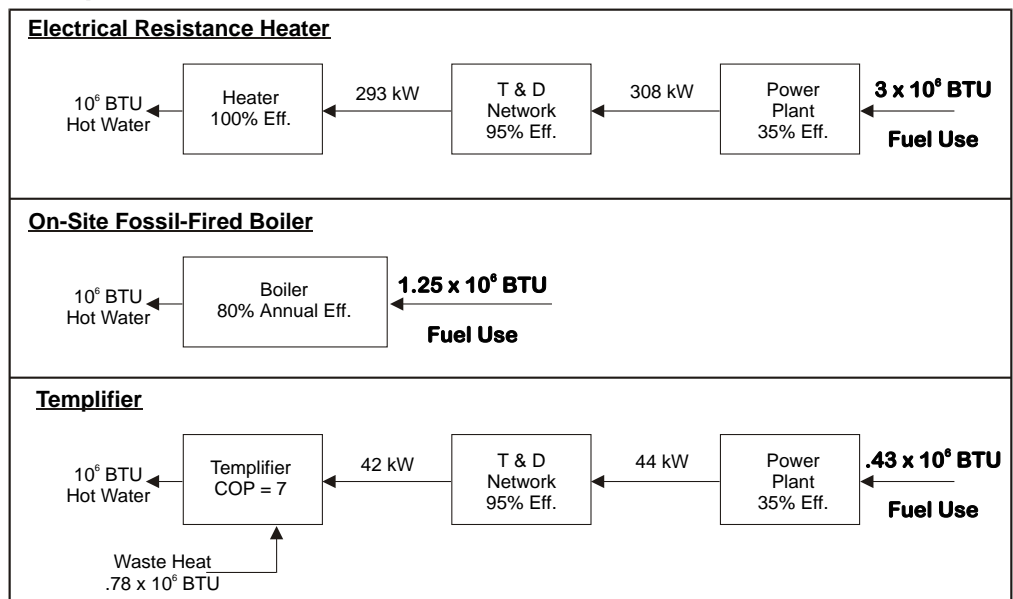 Electrical Resistance Heater
10⁶ BTU
Hot Water
Heater
100% Eff.
293 kW
T & D
Network
95% Eff.
308 kW
Power
Plant
35% Eff.
3 x 10⁶ BTU
Fuel Use
On-Site Fossil-Fired Boiler
10⁶ BTU
Hot Water
Boiler
80% Annual Eff.
1.25 x 10⁶ BTU
Fuel Use
Templifier
10⁶ BTU
Hot Water
Templifier
COP = 7
42 kW
T & D
Network
95% Eff.
44 kW
Power
Plant
35% Eff.
.43 x 10⁶ BTU
Fuel Use
Waste Heat
.78 x 10⁶ BTU